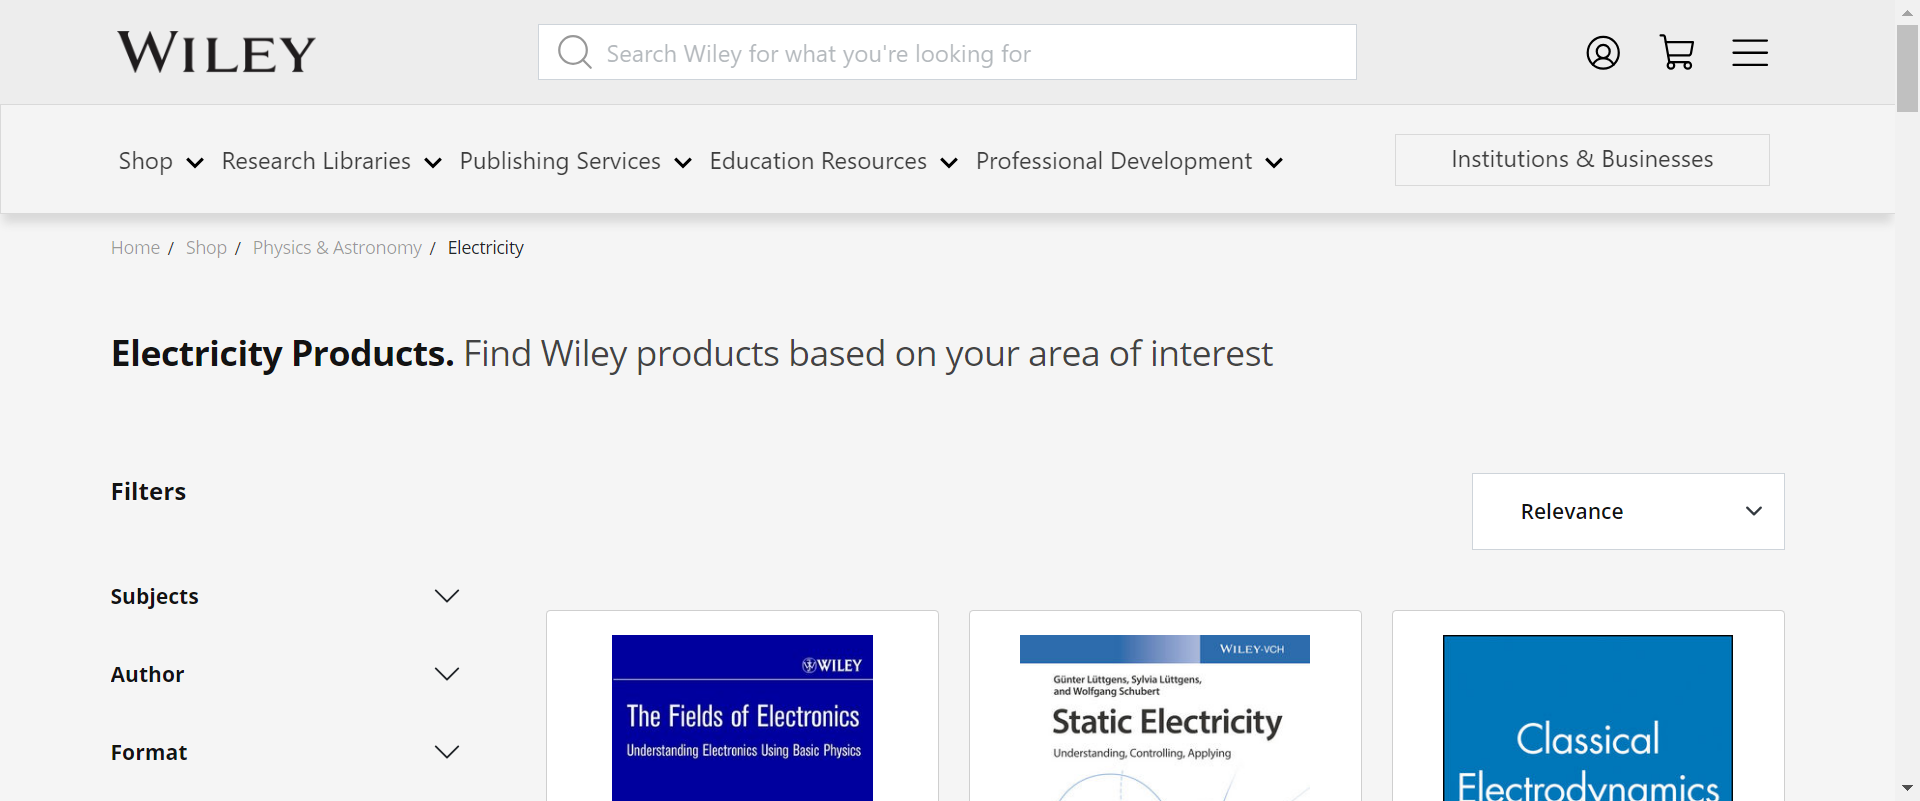 WILEY
Search Wiley for what you're looking for
Shop Research Libraries Publishing Services Education Resources Professional Development Institutions & Businesses
Home / Shop / Physics & Astronomy / Electricity
Electricity Products. Find Wiley products based on your area of interest
Filters
Relevance
Subjects
Author
Format
WILEY
The Fields of Electronics
Understanding Electronics Using Basic Physics
WILEY-VCH
Günter Lüttgens, Sylvia Lüttgens,
and Wolfgang Schubert
Static Electricity
Understanding, Controlling, Applying
Classical
Electrodynamics